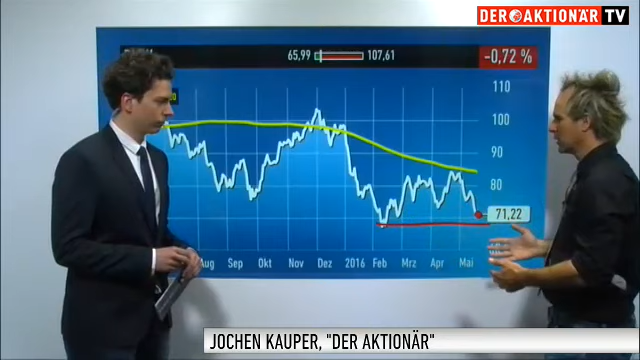 DER AKTIONÄR TV
65,99 107,61
-0,72 %
110
100
90
80
71,22
Aug Sep Okt Nov Dez 2016 Feb Mrz Apr Mai
JOCHEN KAUPER, "DER AKTIONÄR"